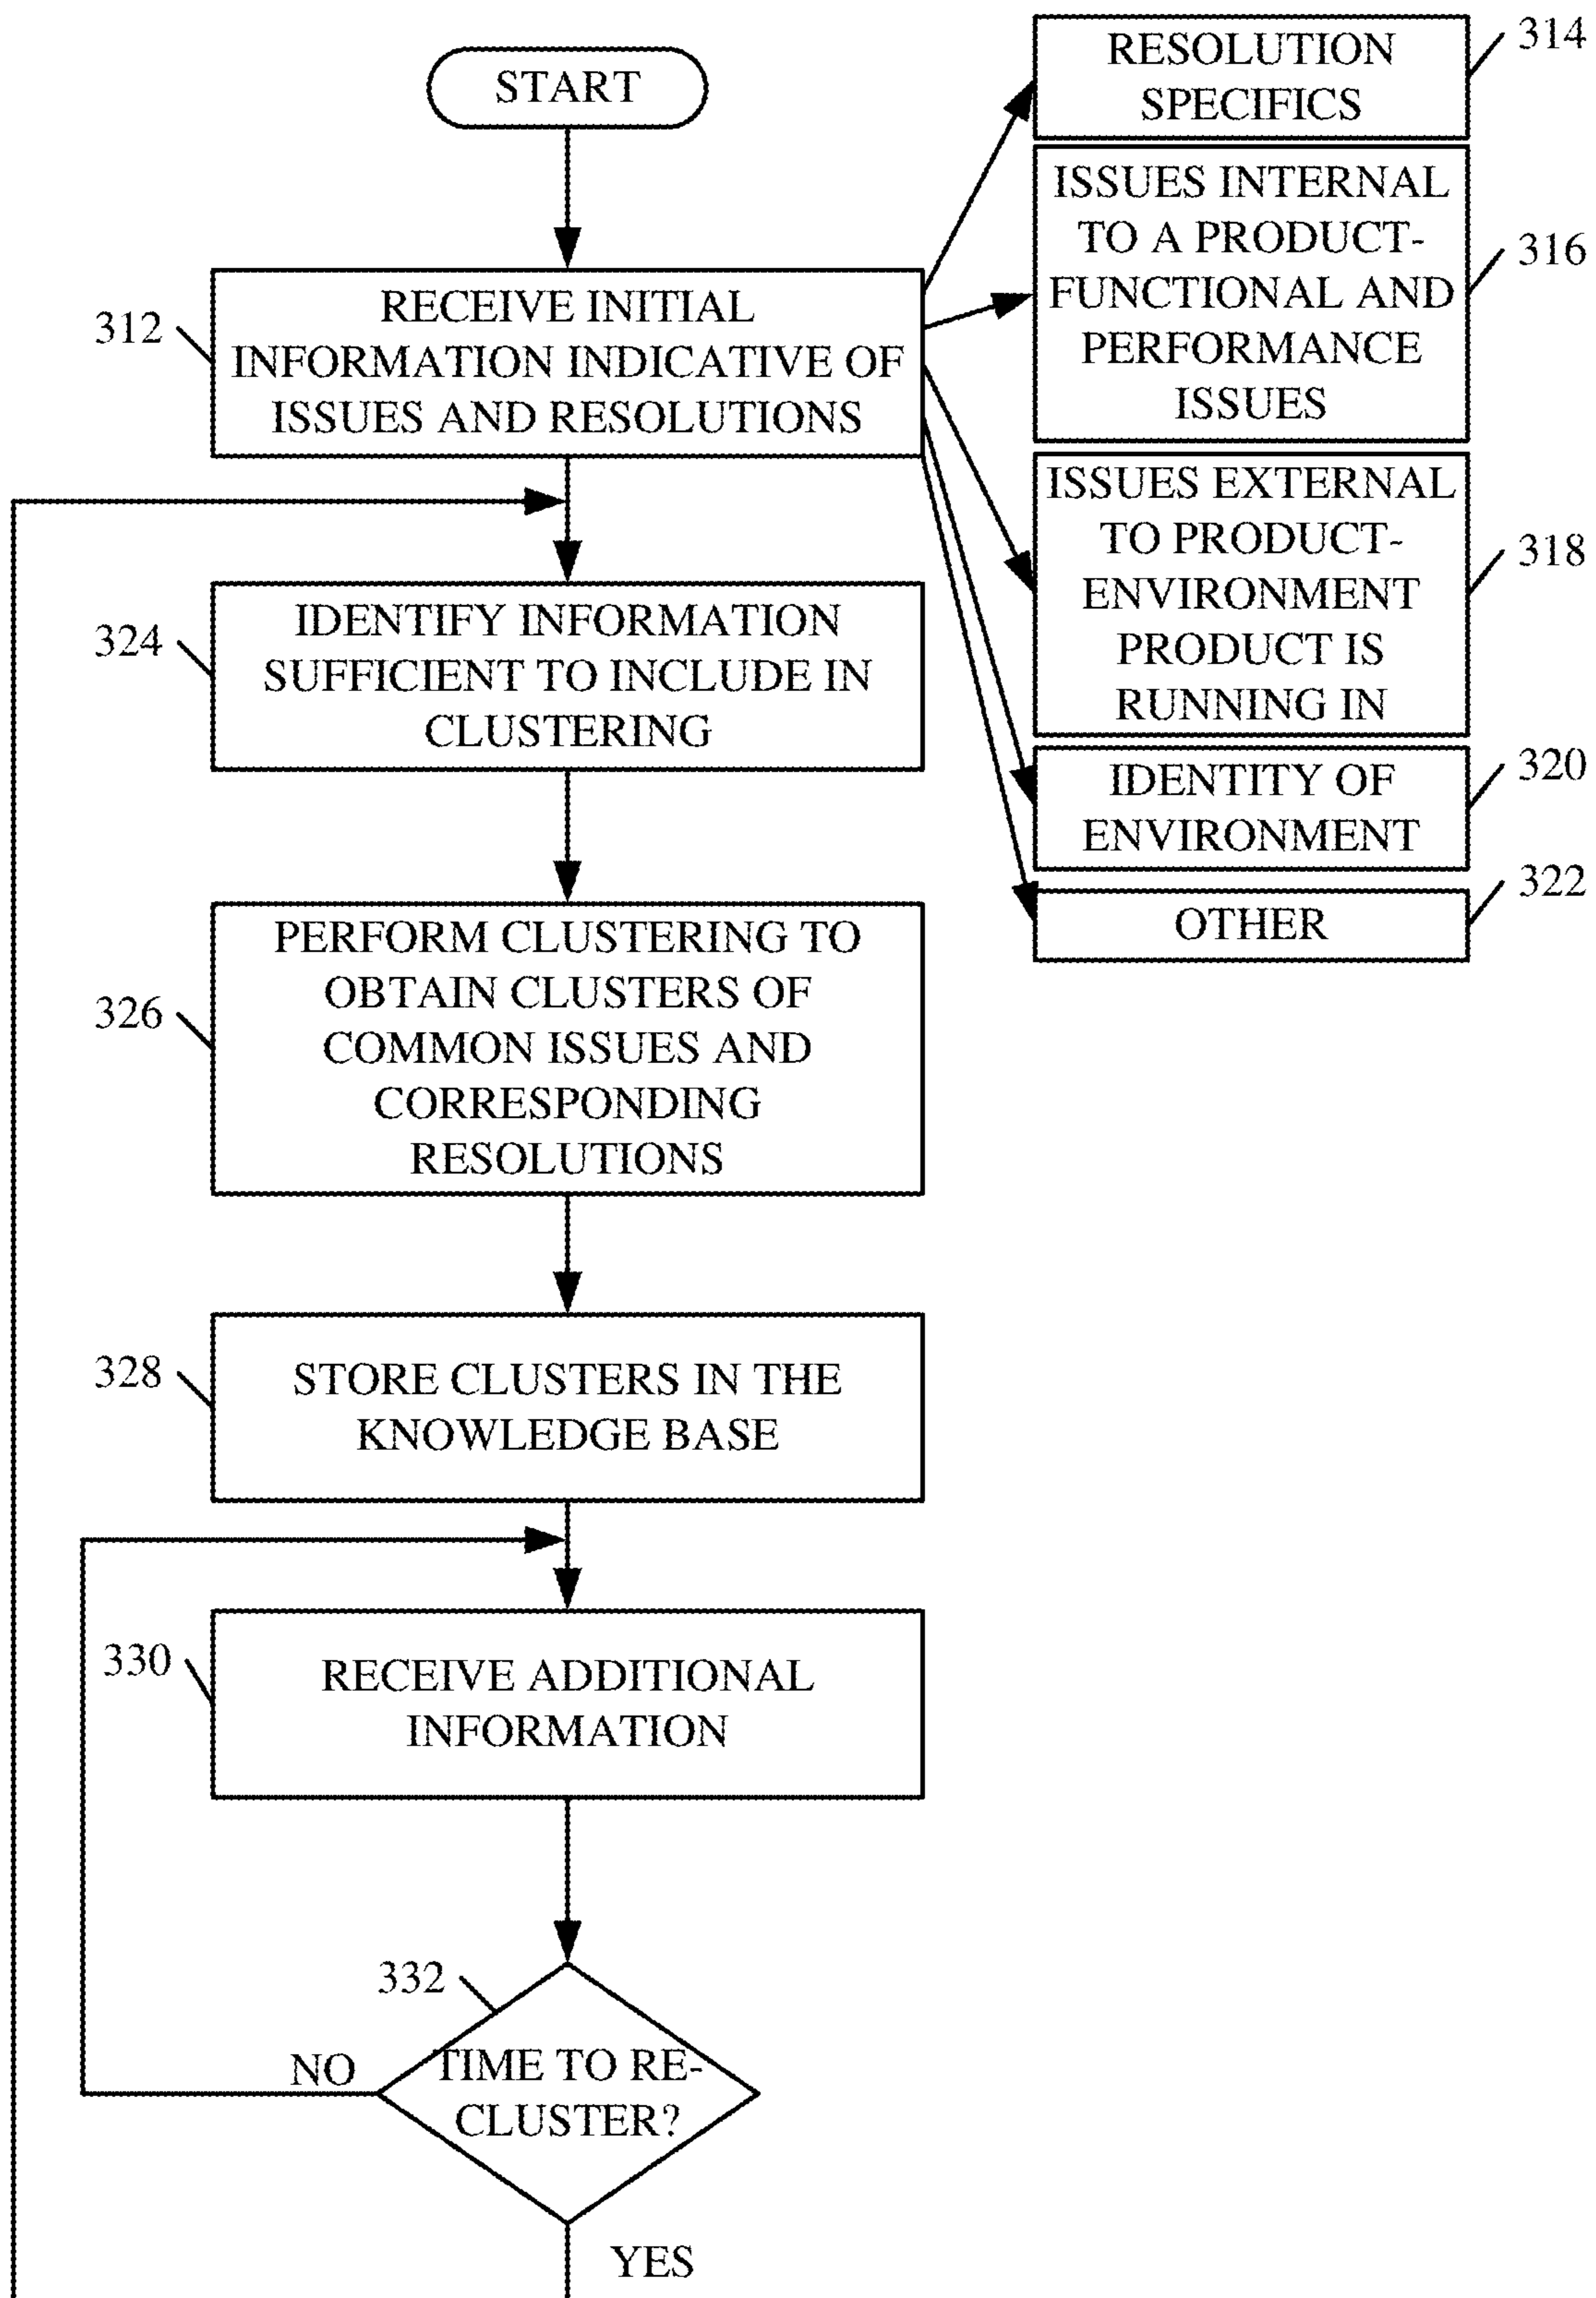 START
312
RECEIVE INITIAL
INFORMATION INDICATIVE OF
ISSUES AND RESOLUTIONS
314
RESOLUTION
SPECIFICS
316
ISSUES INTERNAL
TO A PRODUCT-
FUNCTIONAL AND
PERFORMANCE
ISSUES
318
ISSUES EXTERNAL
TO PRODUCT-
ENVIRONMENT
PRODUCT IS
RUNNING IN
320
IDENTITY OF
ENVIRONMENT
322
OTHER
324
IDENTIFY INFORMATION
SUFFICIENT TO INCLUDE IN
CLUSTERING
326
PERFORM CLUSTERING TO
OBTAIN CLUSTERS OF
COMMON ISSUES AND
CORRESPONDING
RESOLUTIONS
328
STORE CLUSTERS IN THE
KNOWLEDGE BASE
330
RECEIVE ADDITIONAL
INFORMATION
332
TIME TO RE-
CLUSTER?
NO
YES